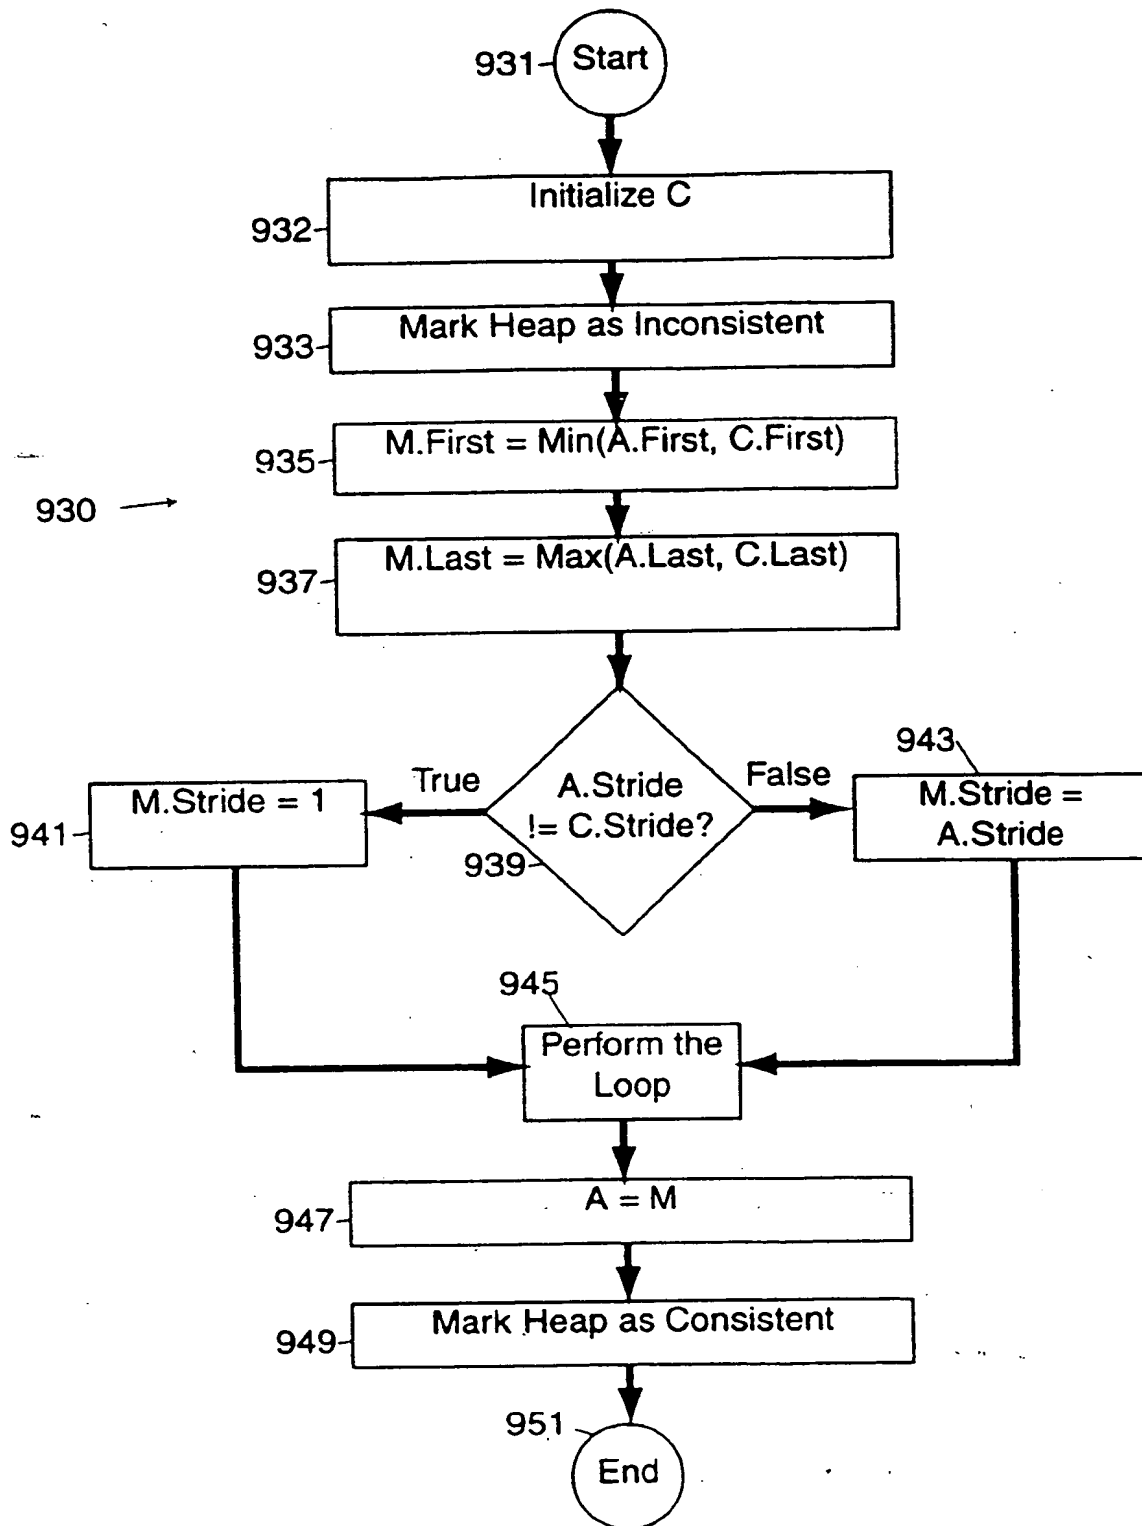 931 Start
Initialize C
932
Mark Heap as Inconsistent
933
M.First = Min(A.First, C.First)
935
930
M.Last = Max(A.Last, C.Last)
937
943
True
False
M.Stride = 1
A.Stride
!= C.Stride?
M.Stride =
A.Stride
941
939
945
Perform the
Loop
A = M
947
Mark Heap as Consistent
949
951
End